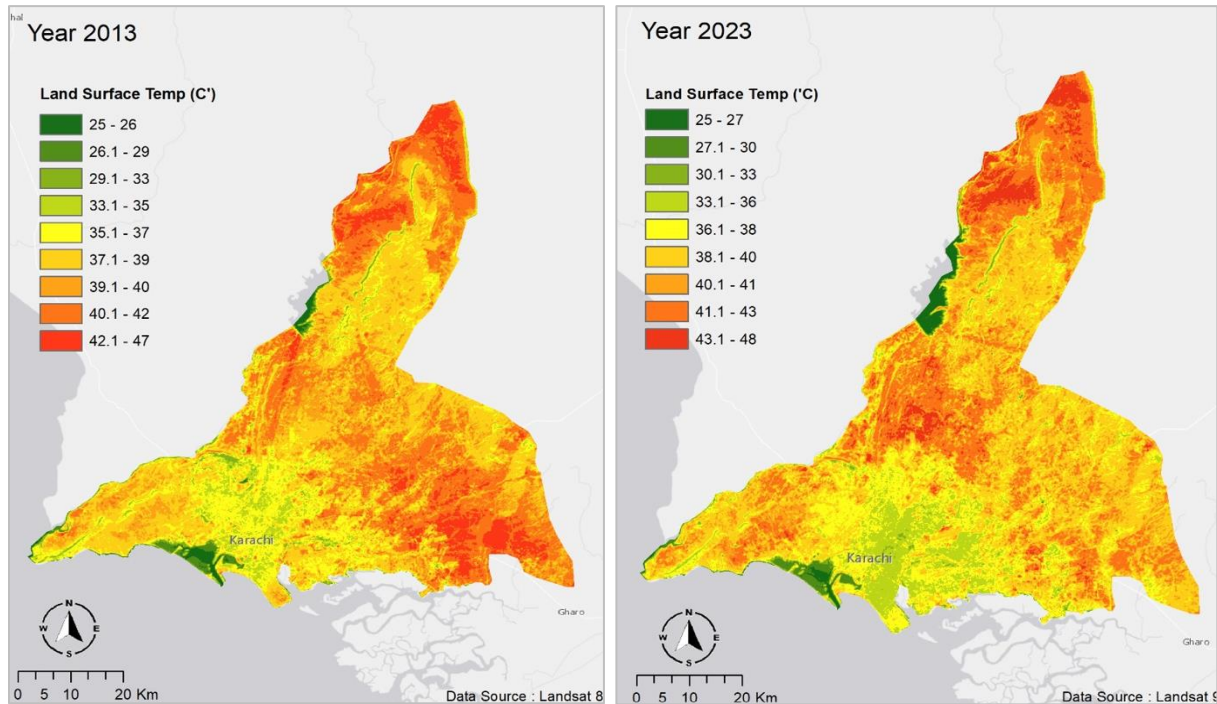 hal
Year 2013
Land Surface Temp (C')
25 - 26
26.1 - 29
29.1 - 33
33.1 - 35
35.1 - 37
37.1 - 39
39.1 - 40
40.1 - 42
42.1 - 47
Karachi
Gharo
N
W E
S
0 5 10 20 Km
Data Source : Landsat 8
Year 2023
Land Surface Temp ('C)
25 - 27
27.1 - 30
30.1 - 33
33.1 - 36
36.1 - 38
38.1 - 40
40.1 - 41
41.1 - 43
43.1 - 48
Karachi
Gharo
N
W E
S
0 5 10 20 Km
Data Source : Landsat 9